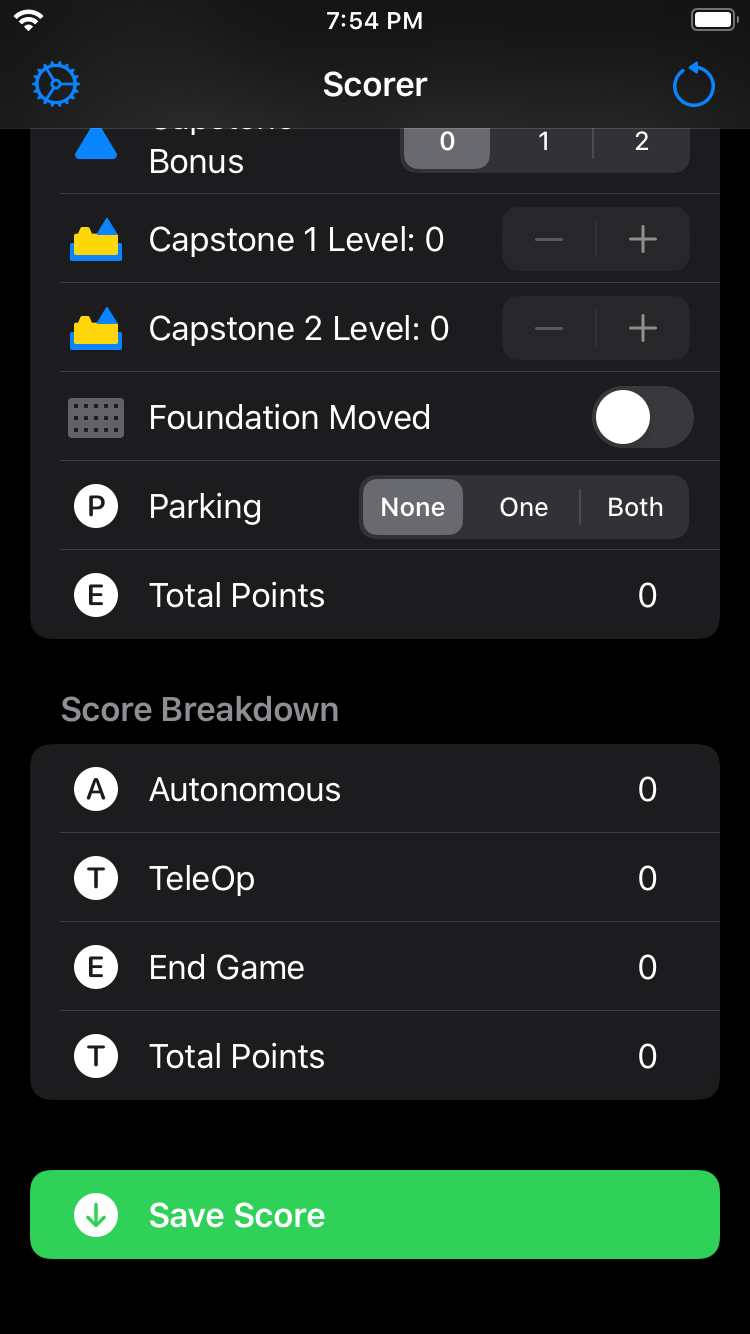 7:54 PM
Scorer
Bonus
0 1 2
Capstone 1 Level: 0
Capstone 2 Level: 0
Foundation Moved
P Parking None One Both
E Total Points 0
Score Breakdown
A Autonomous 0
T TeleOp 0
E End Game 0
T Total Points 0
Save Score